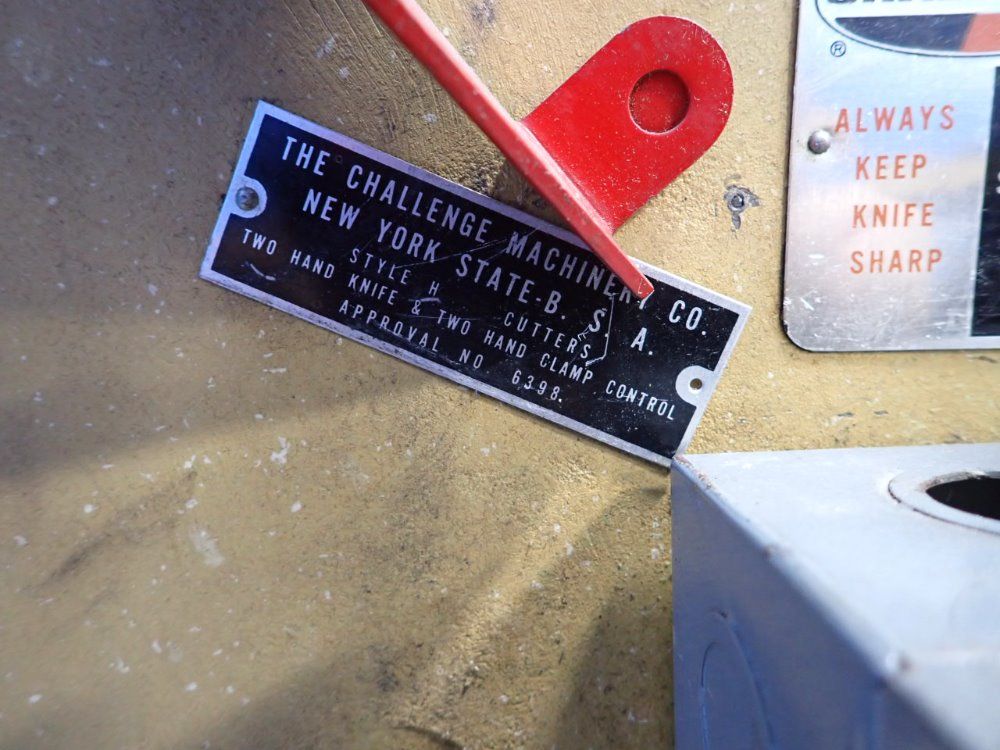 THE CHALLENGE MACHINERY CO.
NEW YORK STATE-B. S. A.
STYLE H CUTTERS
TWO HAND KNIFE & TWO HAND CLAMP CONTROL
APPROVAL NO 6398.
®
ALWAYS
KEEP
KNIFE
SHARP